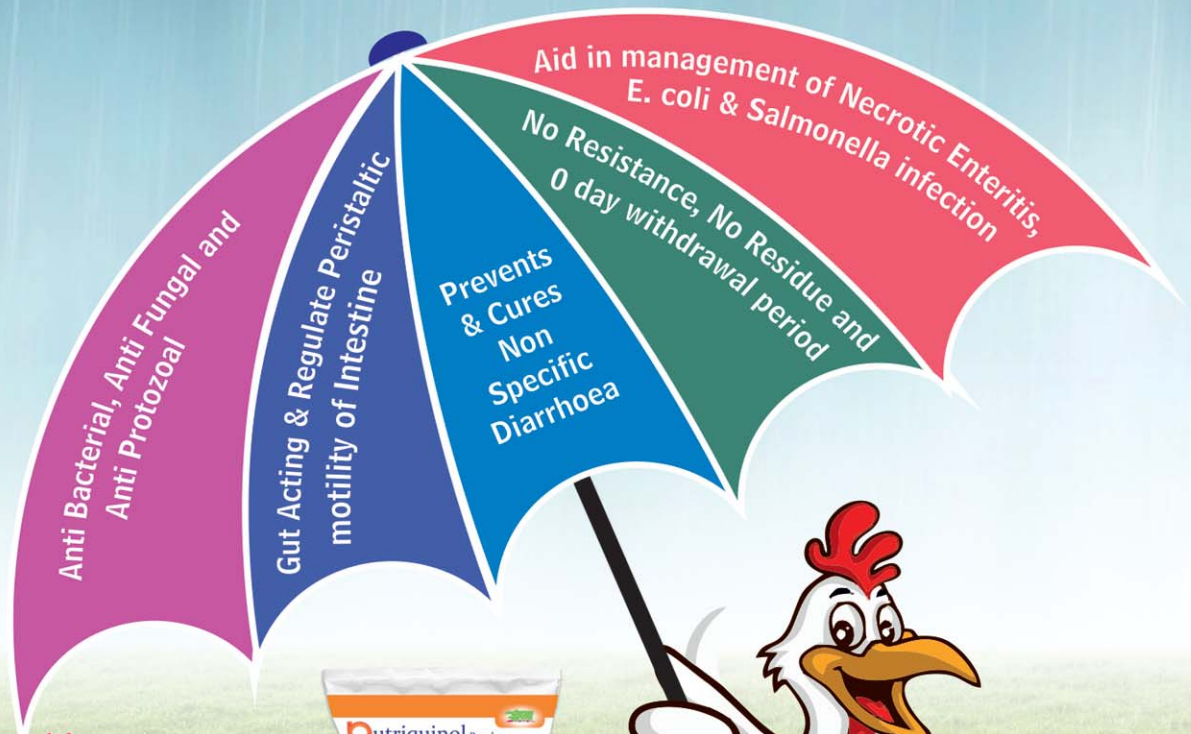 Anti Bacterial, Anti Fungal and
Anti Protozoal
Gut Acting & Regulate Peristaltic
motility of Intestine
Prevents
& Cures
Non
Specific
Diarrhoea
No Resistance, No Residue and
0 day withdrawal period
Aid in management of Necrotic Enteritis,
E. coli & Salmonella infection
nutriquinol